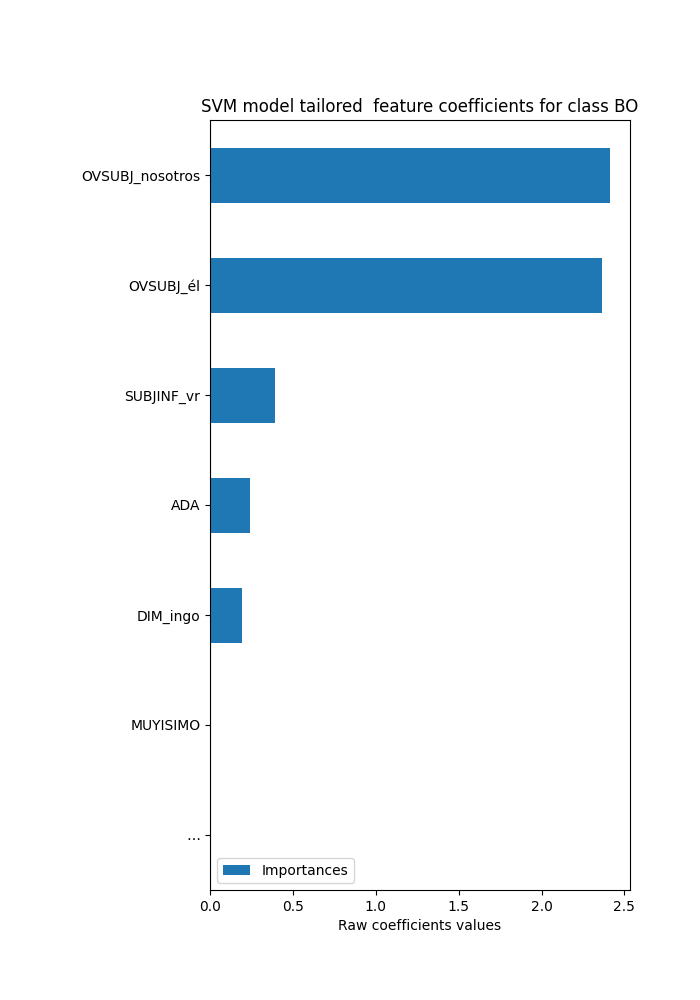 SVM model tailored  feature coefficients for class BO
OVSUBJ_nosotros
OVSUBJ_él
SUBJINF_vr
ADA
DIM_ingo
MUYISIMO
...
Importances
0.0 0.5 1.0 1.5 2.0 2.5
Raw coefficients values